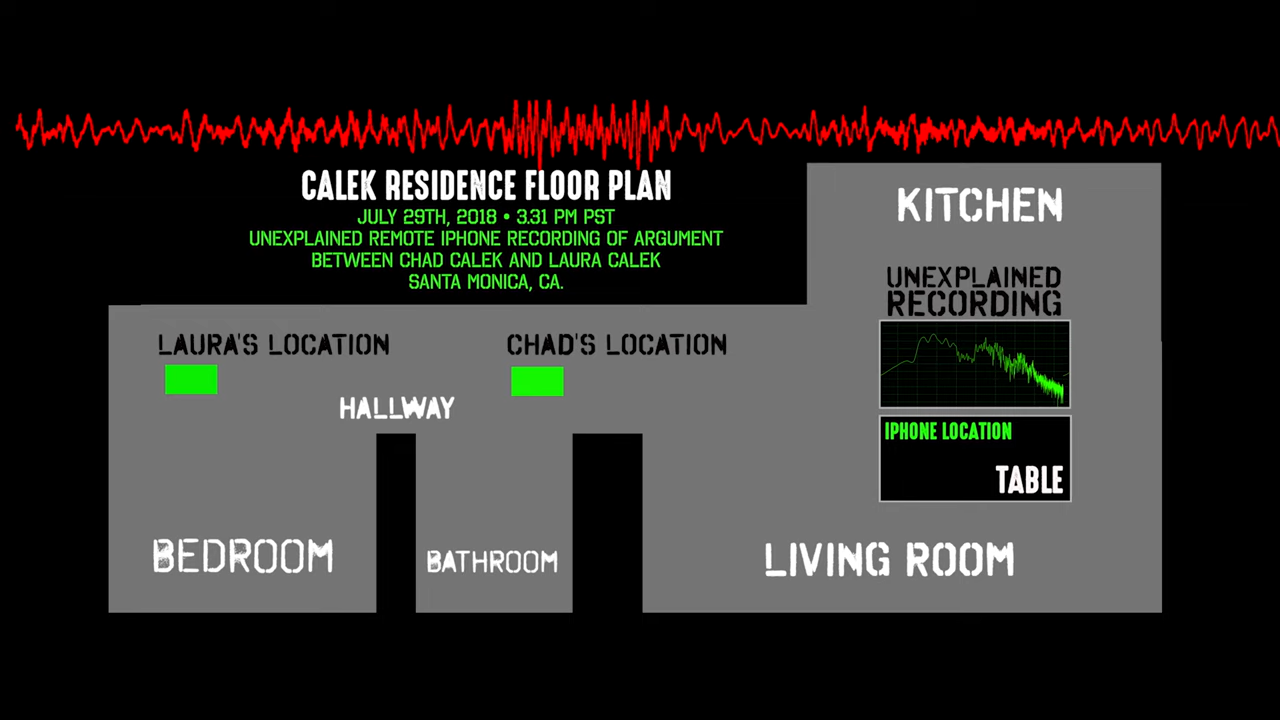 CALEK RESIDENCE FLOOR PLAN
JULY 29TH, 2018 • 3.31 PM PST
UNEXPLAINED REMOTE IPHONE RECORDING OF ARGUMENT
BETWEEN CHAD CALEK AND LAURA CALEK
SANTA MONICA, CA.
KITCHEN
UNEXPLAINED
RECORDING
LAURA'S LOCATION
CHAD'S LOCATION
HALLWAY
IPHONE LOCATION
TABLE
BEDROOM
BATHROOM
LIVING ROOM